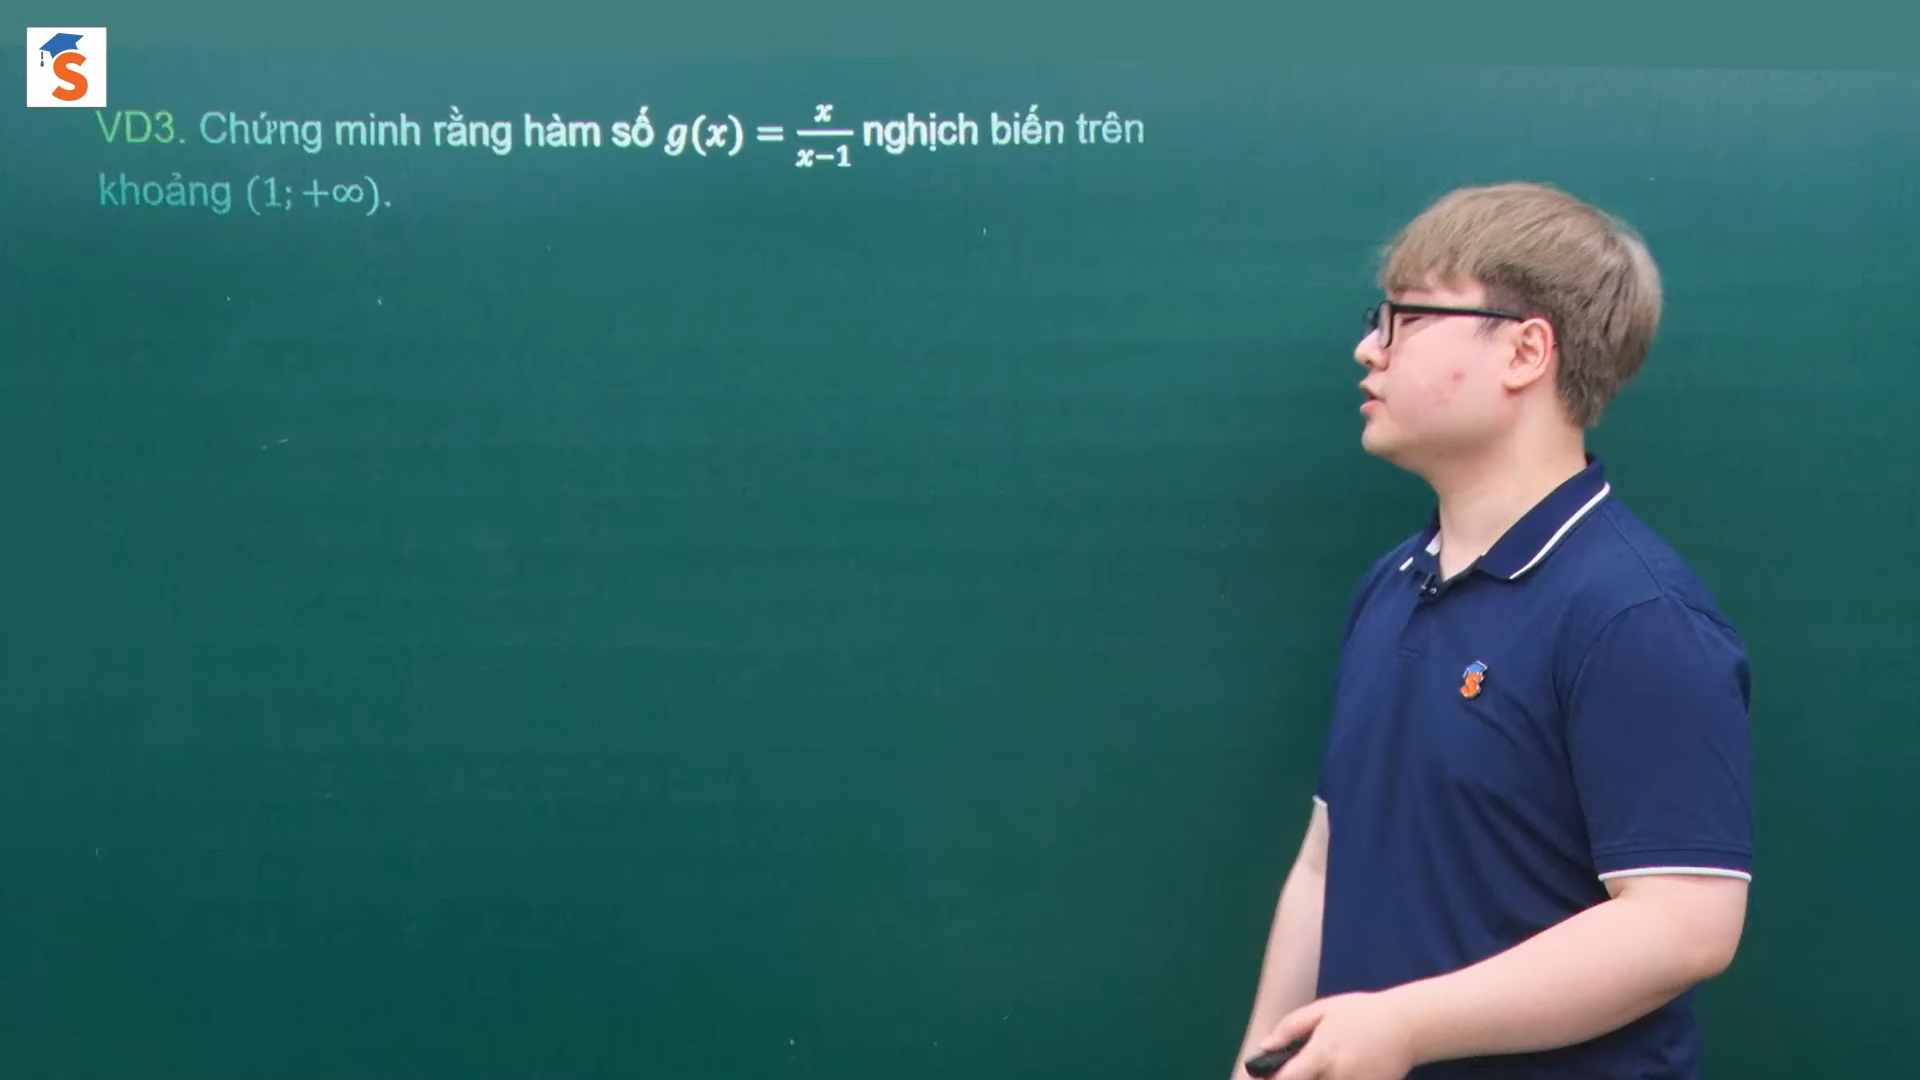 S
VD3. Chứng minh rằng hàm số g(x) = x/(x−1) nghịch biến trên
khoảng (1; +∞).
S